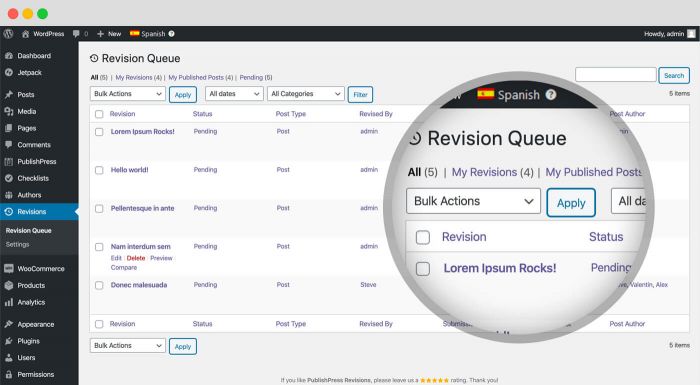 WordPress 0 + New Spanish ? Howdy, admin
Dashboard
Jetpack
Posts
Media
Pages
Comments
PublishPress
Checklists
Authors
Revisions
Revision Queue
Settings
WooCommerce
Products
Analytics
Appearance
Plugins
Users
Permissions
Revision Queue
All (5) | My Revisions (4) | My Published Posts (4) | Pending (5)
Search
Bulk Actions Apply All dates All Categories Filter
5 items
Revision Status Post Type Revised By
Lorem Ipsum Rocks! Pending Post admin
Hello world! Pending Post admin
Pellentesque in ante Pending Post admin
Nam interdum sem Pending Post admin
Edit | Delete | Preview
Compare
Donec malesuada Pending Post Steve , Valentin, Alex
Revision Status Post Type Revised By Post Author
Bulk Actions Apply
5 items
If you like PublishPress Revisions, please leave us a ★★★★★ rating. Thank you!
Spanish ?
Revision Queue
All (5) | My Revisions (4) | My Published Posts
Bulk Actions Apply All da
Revision Status
Lorem Ipsum Rocks! Pending
Post Author